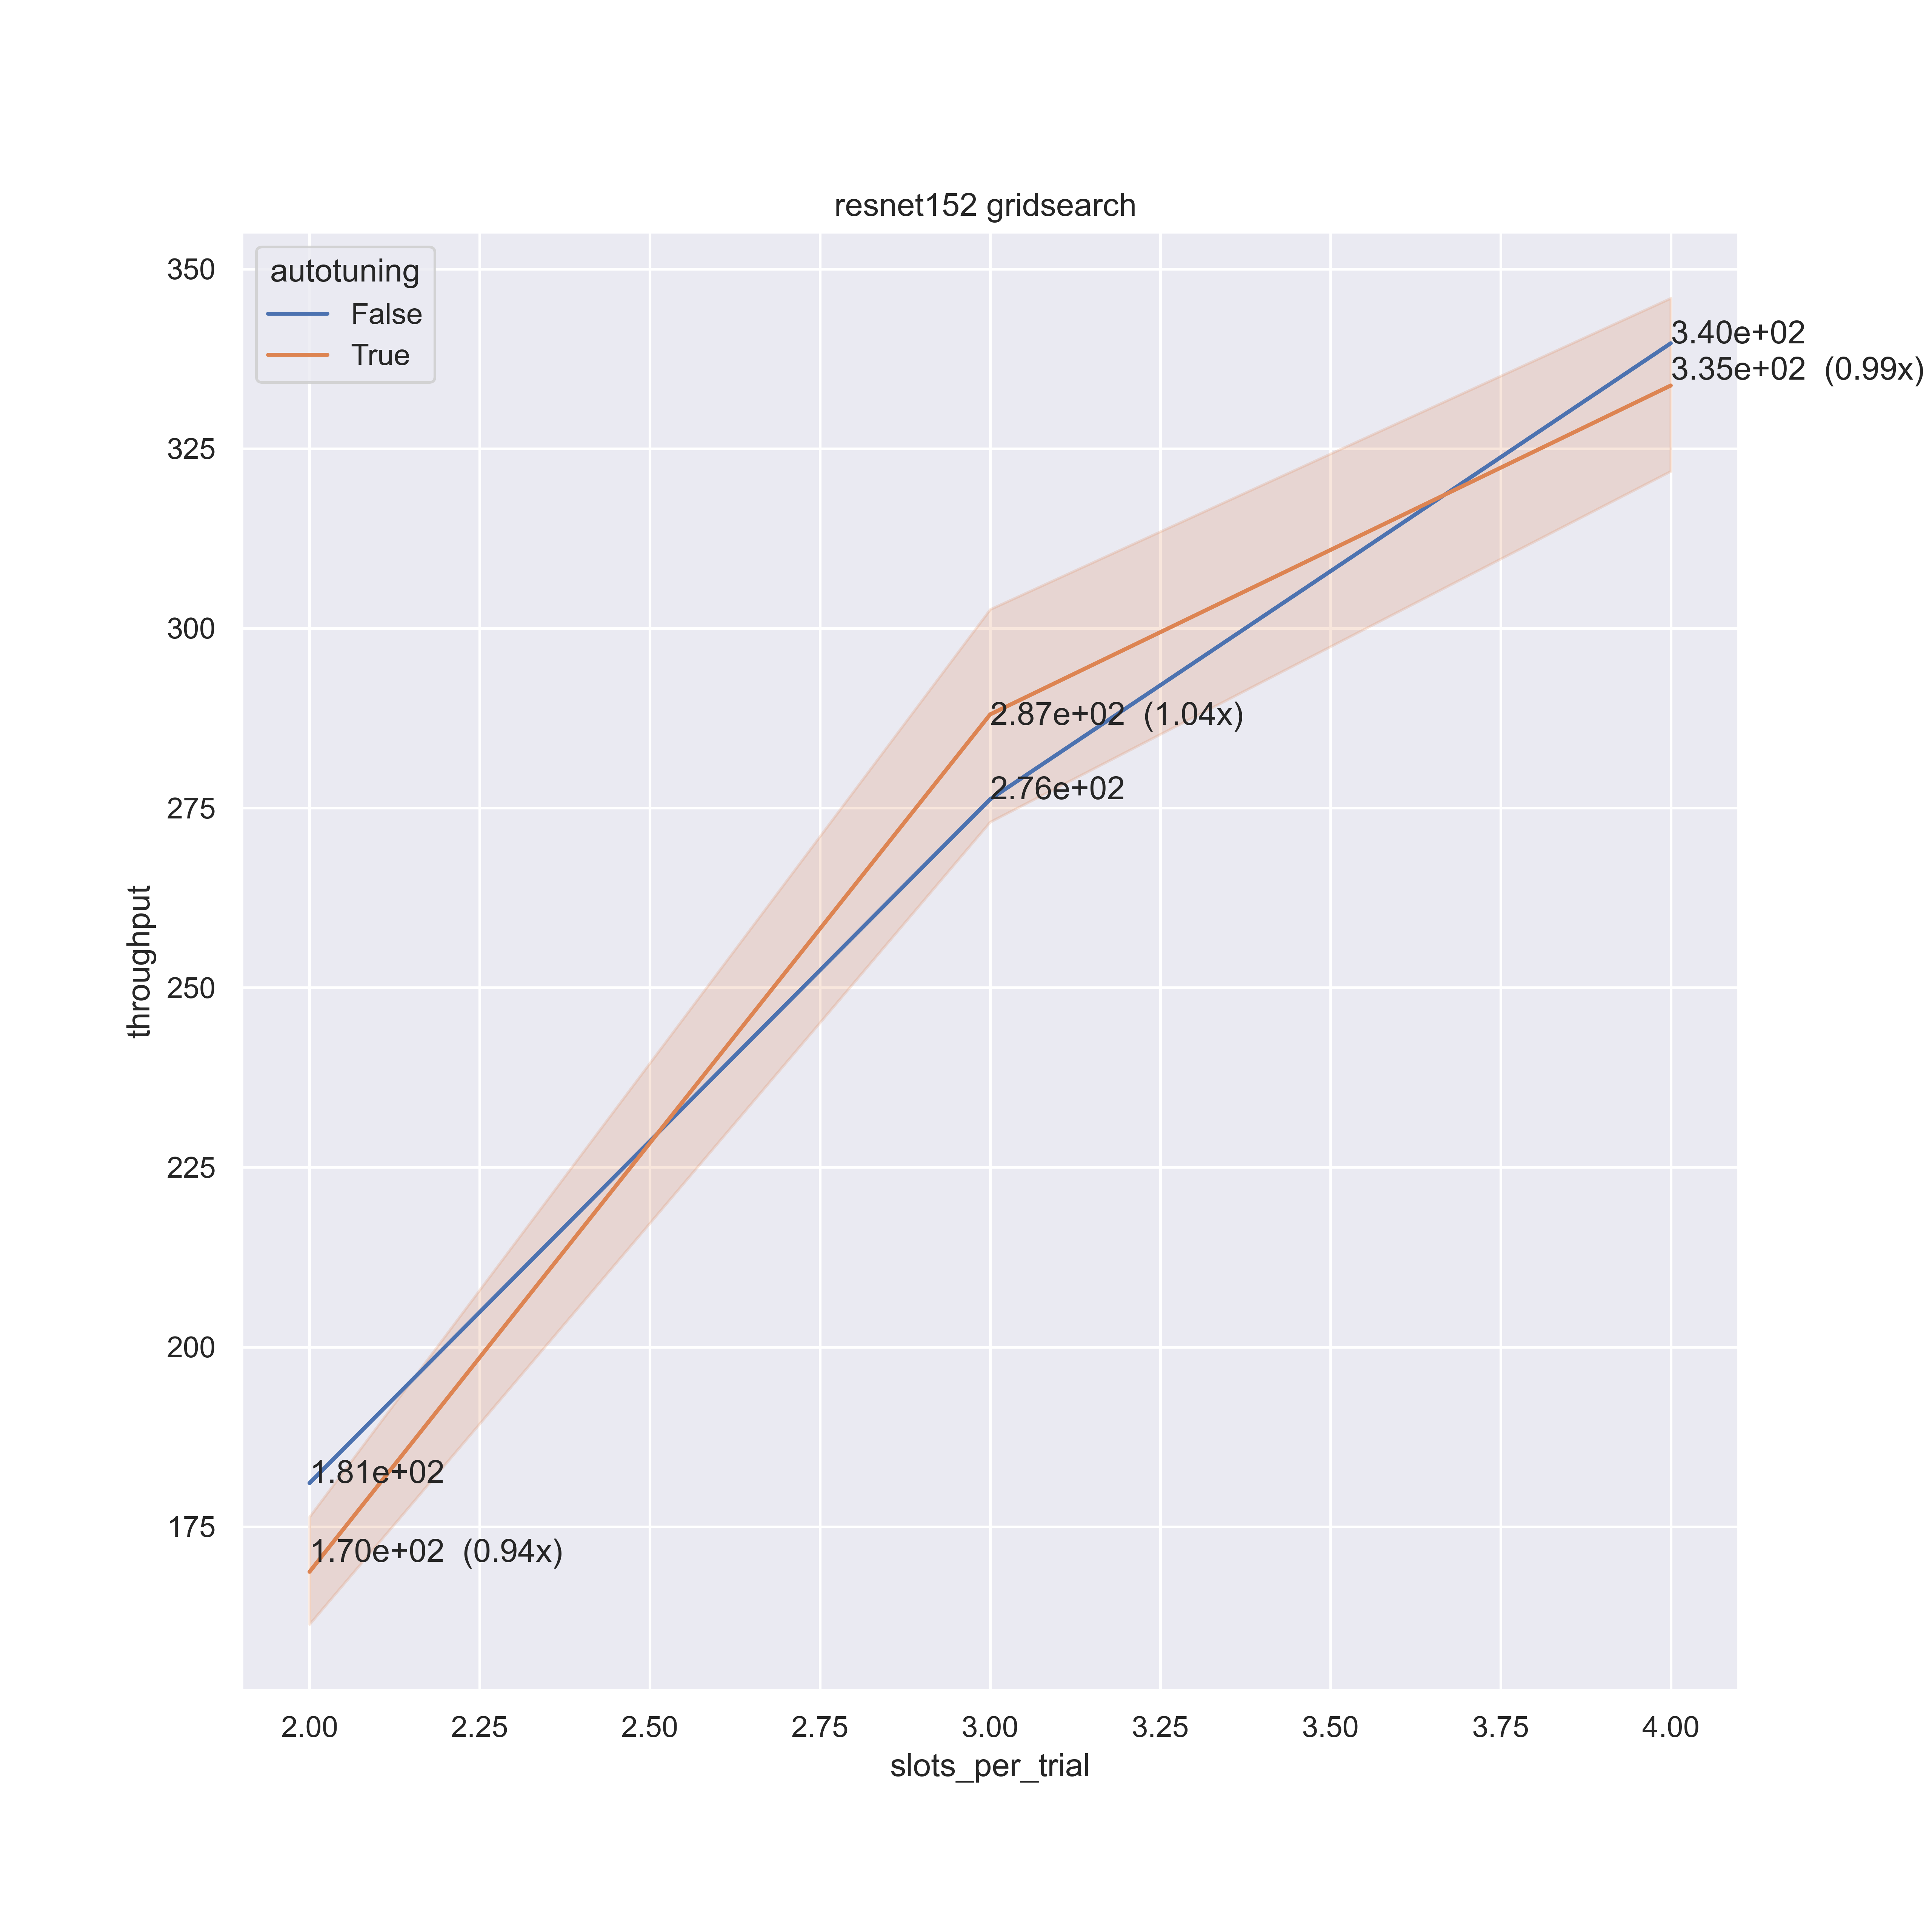 resnet152 gridsearch
autotuning
False
True
350
325
300
275
250
225
200
175
throughput
3.40e+02
3.35e+02 (0.99x)
2.87e+02 (1.04x)
2.76e+02
1.81e+02
1.70e+02 (0.94x)
2.00 2.25 2.50 2.75 3.00 3.25 3.50 3.75 4.00
slots_per_trial